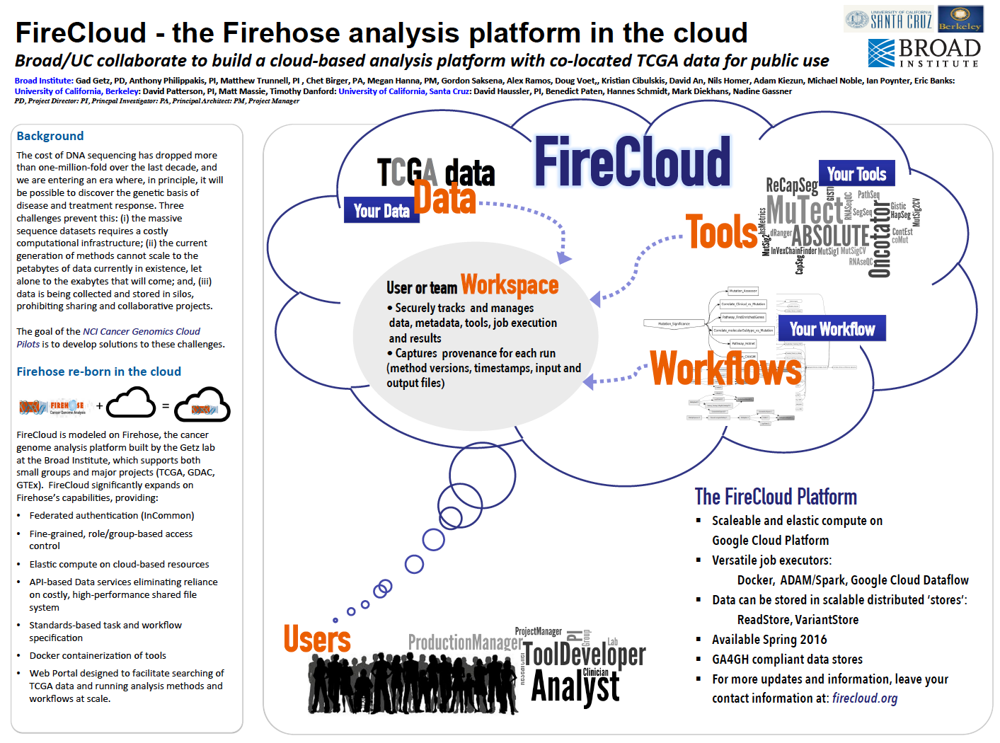 FireCloud - the Firehose analysis platform in the cloud
Broad/UC collaborate to build a cloud-based analysis platform with co-located TCGA data for public use
UNIVERSITY OF CALIFORNIA
SANTA CRUZ
Berkeley
BROAD
INSTITUTE
Broad Institute: Gad Getz, PD, Anthony Philippakis, PI, Matthew Trunnell, PI , Chet Birger, PA, Megan Hanna, PM, Gordon Saksena, Alex Ramos, Doug Voet,, Kristian Cibulskis, David An, Nils Homer, Adam Kiezun, Michael Noble, Ian Poynter, Eric Banks:
University of California, Berkeley: David Patterson, PI, Matt Massie, Timothy Danford: University of California, Santa Cruz: David Haussler, PI, Benedict Paten, Hannes Schmidt, Mark Diekhans, Nadine Gassner
PD, Project Director: PI, Princpal Investigator: PA, Principal Architect: PM, Project Manager
Background
The cost of DNA sequencing has dropped more
than one-million-fold over the last decade, and
we are entering an era where, in principle, it will
be possible to discover the genetic basis of
disease and treatment response. Three
challenges prevent this: (i) the massive
sequence datasets requires a costly
computational infrastructure; (ii) the current
generation of methods cannot scale to the
petabytes of data currently in existence, let
alone to the exabytes that will come; and, (iii)
data is being collected and stored in silos,
prohibiting sharing and collaborative projects.
The goal of the NCI Cancer Genomics Cloud
Pilots is to develop solutions to these challenges.
Firehose re-born in the cloud
FIREHOSE
Cancer Genome Analysis
+
=
FireCloud is modeled on Firehose, the cancer
genome analysis platform built by the Getz lab
at the Broad Institute, which supports both
small groups and major projects (TCGA, GDAC,
GTEx). FireCloud significantly expands on
Firehose's capabilities, providing:
• Federated authentication (InCommon)
• Fine-grained, role/group-based access
control
• Elastic compute on cloud-based resources
• API-based Data services eliminating reliance
on costly, high-performance shared file
system
• Standards-based task and workflow
specification
• Docker containerization of tools
• Web Portal designed to facilitate searching of
TCGA data and running analysis methods and
workflows at scale.
FireCloud
TCGA data
Data
Your Data
Your Tools
Tools
ReCapSeg
GISTI
PathSeq
MuTect
RNASeqQC
SegSeq
Gistic
HapSeg
MutSig2CV
hsMetrics
dRanger
ABSOLUTE
Oncotator
ContEst
coMut
MutSig2
InVexChainFinder
MutSig1
MutSigCV
CapSeg
RNAseQC
User or team Workspace
• Securely tracks and manages
data, metadata, tools, job execution
and results
• Captures provenance for each run
(method versions, timestamps, input and
output files)
Mutation_Assessor
Correlate_Clinical_vs_Mutation
Pathway_FindEnrichedGenes
Mutation_Significance
Correlate_molecularSubtype_vs_Mutation
Pathway_Hotnet
CHASM
Your Workflow
Workflows
The FireCloud Platform
▪ Scaleable and elastic compute on
Google Cloud Platform
▪ Versatile job executors:
Docker, ADAM/Spark, Google Cloud Dataflow
▪ Data can be stored in scalable distributed ‘stores’:
ReadStore, VariantStore
▪ Available Spring 2016
▪ GA4GH compliant data stores
▪ For more updates and information, leave your
contact information at: firecloud.org
Users
ProductionManager
ProjectManager
PI
Group
Lab
ToolDeveloper
Clinician
Analyst